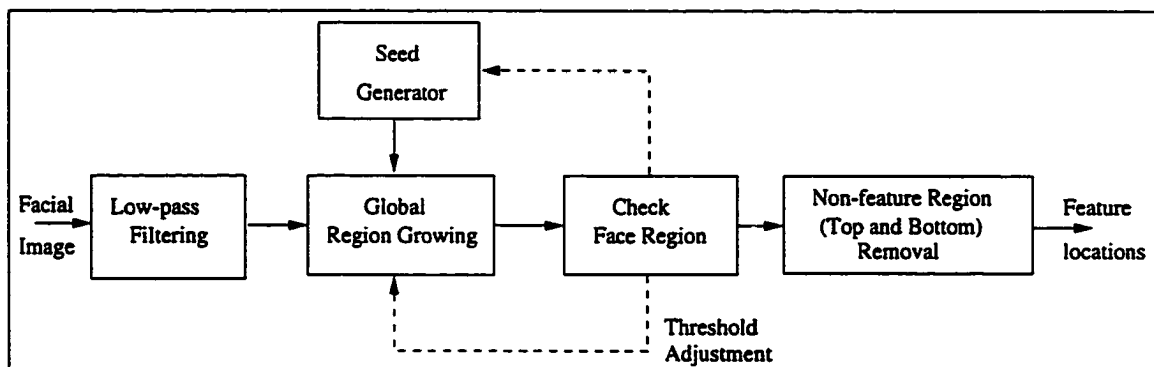 Seed
Generator
Facial
Image
Low-pass
Filtering
Global
Region Growing
Check
Face Region
Non-feature Region
(Top and Bottom)
Removal
Feature
locations
Threshold
Adjustment